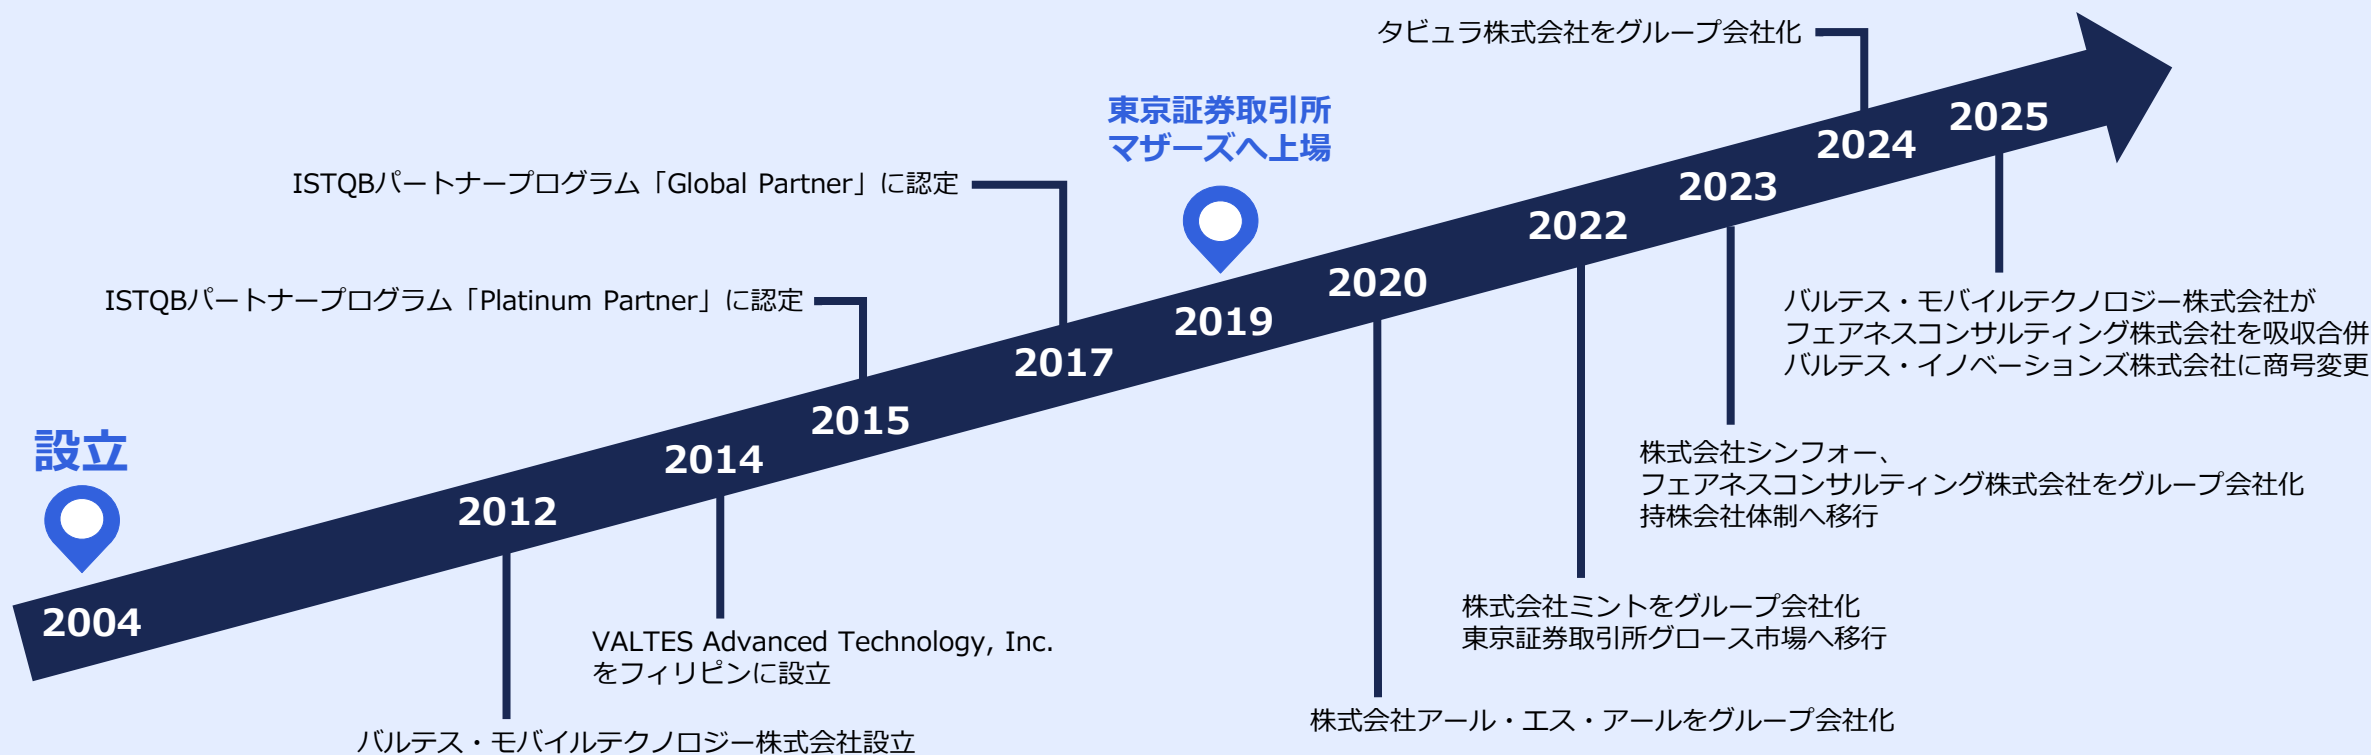 設立
2004
2012
バルテス・モバイルテクノロジー株式会社設立
2014
VALTES Advanced Technology, Inc.
をフィリピンに設立
2015
ISTQBパートナープログラム「Platinum Partner」に認定
2017
ISTQBパートナープログラム「Global Partner」に認定
2019
東京証券取引所
マザーズへ上場
2020
株式会社アール・エス・アールをグループ会社化
2022
株式会社ミントをグループ会社化
東京証券取引所グロース市場へ移行
2023
株式会社シンフォー、
フェアネスコンサルティング株式会社をグループ会社化
持株会社体制へ移行
2024
タビュラ株式会社をグループ会社化
2025
バルテス・モバイルテクノロジー株式会社が
フェアネスコンサルティング株式会社を吸収合併
バルテス・イノベーションズ株式会社に商号変更